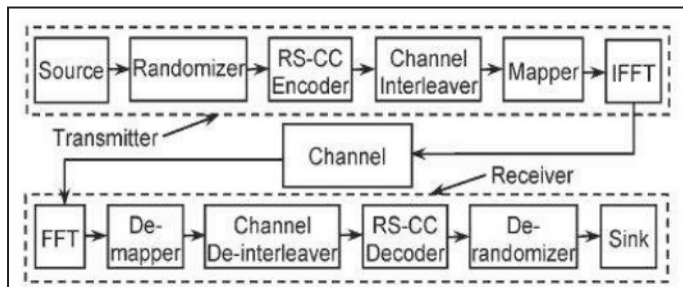 Source
Randomizer
RS-CC
Encoder
Channel
Interleaver
Mapper
IFFT
Transmitter
Channel
Receiver
FFT
De-
mapper
Channel
De-interleaver
RS-CC
Decoder
De-
randomizer
Sink